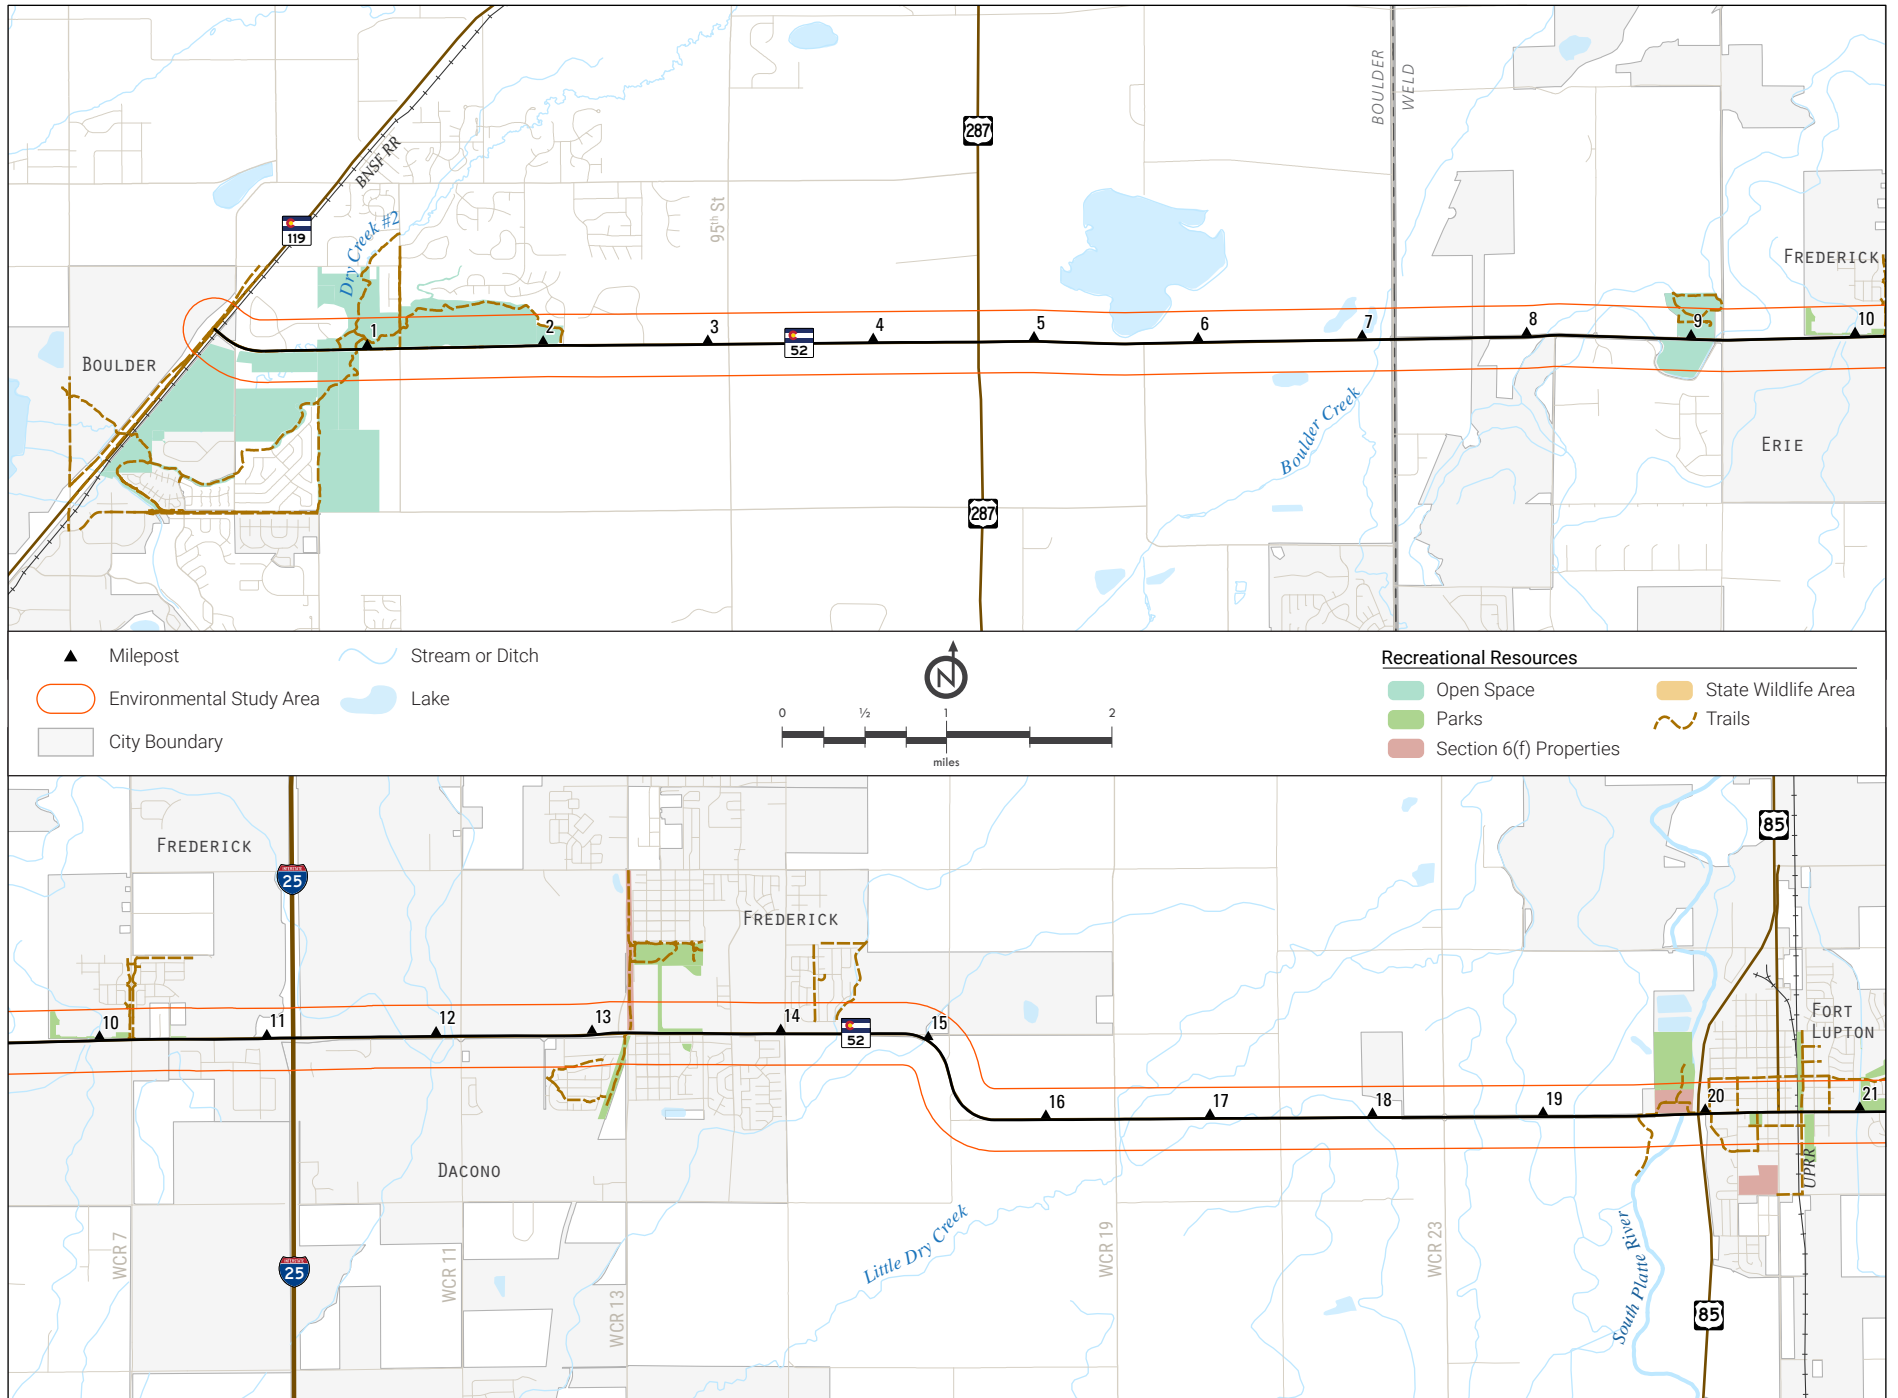 BOULDER
WELD
287
BNSF RR
119
Dry Creek #2
95th St
FREDERICK
1
2
3
52
4
5
6
7
8
9
10
BOULDER
Boulder Creek
ERIE
287
Milepost
Environmental Study Area
City Boundary
Stream or Ditch
Lake
N
0
½
1
2
miles
Recreational Resources
Open Space
Parks
Section 6(f) Properties
State Wildlife Area
Trails
FREDERICK
INTERSTATE
25
FREDERICK
85
FORT
LUPTON
10
11
12
13
14
52
15
16
17
18
19
20
21
DACONO
UPRR
Little Dry Creek
South Platte River
WCR 7
WCR 11
WCR 13
WCR 19
WCR 23
INTERSTATE
25
85